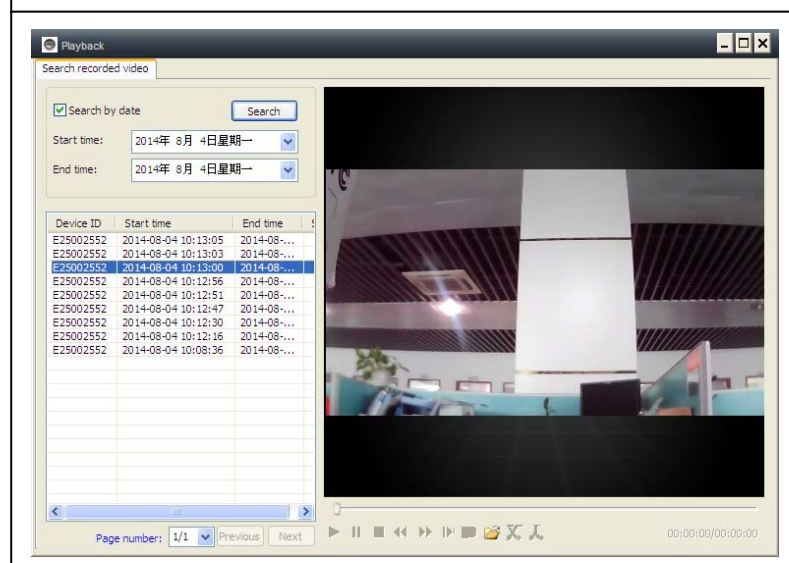 Playback
Search recorded video
Search by date
Search
Start time:
2014年 8月 4日星期一
End time:
2014年 8月 4日星期一
Device ID Start time End time S
E25002552 2014-08-04 10:13:05 2014-08-...
E25002552 2014-08-04 10:13:03 2014-08-...
E25002552 2014-08-04 10:13:00 2014-08-...
E25002552 2014-08-04 10:12:56 2014-08-...
E25002552 2014-08-04 10:12:51 2014-08-...
E25002552 2014-08-04 10:12:47 2014-08-...
E25002552 2014-08-04 10:12:30 2014-08-...
E25002552 2014-08-04 10:12:16 2014-08-...
E25002552 2014-08-04 10:08:36 2014-08-...
Page number: 1/1 Previous Next
00:00:00/00:00:00